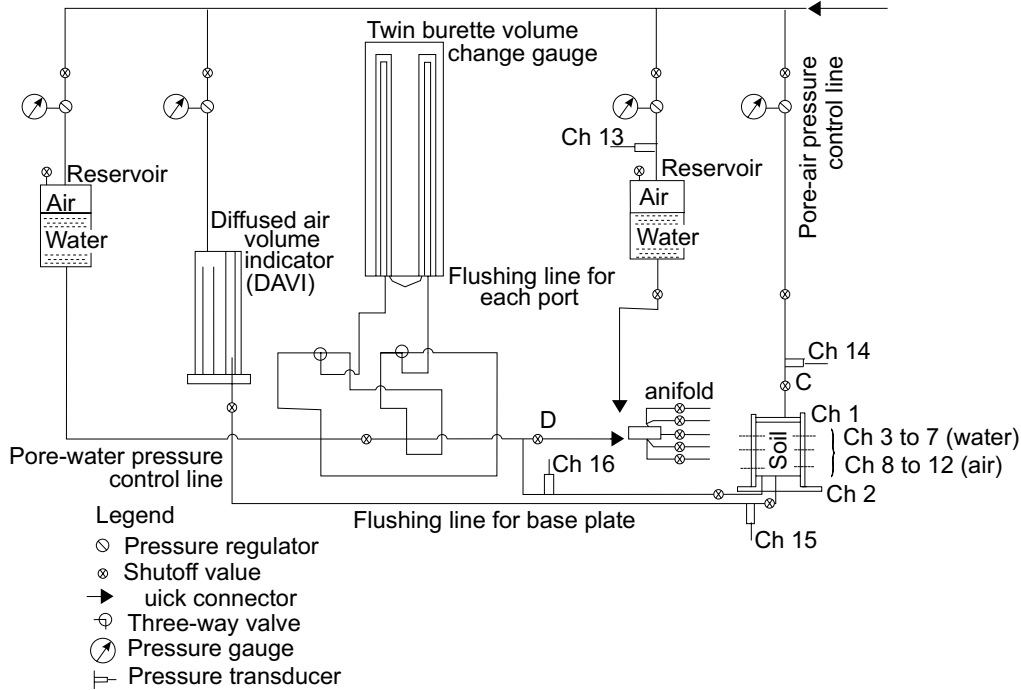 Twin burette volume
change gauge
Pore-air pressure
control line
Ch 13
Reservoir
Air
Water
Reservoir
Air
Water
Diffused air
volume
indicator
(DAVI)
Flushing line for
each port
Ch 14
C
anifold
D
Ch 1
Soil
Ch 3 to 7 (water)
Ch 8 to 12 (air)
Ch 2
Pore-water pressure
control line
Ch 16
Flushing line for base plate
Ch 15
Legend
Pressure regulator
Shutoff value
uick connector
Three-way valve
Pressure gauge
Pressure transducer